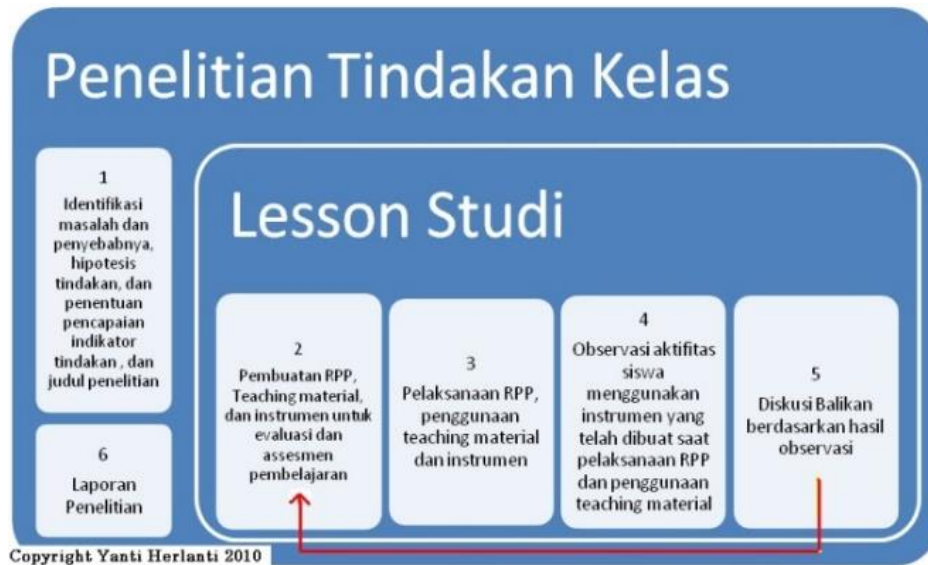 Penelitian Tindakan Kelas
1
Identifikasi
masalah dan
penyebabnya,
hipotesis
tindakan, dan
penentuan
pencapaian
indikator
tindakan , dan
judul penelitian
6
Laporan
Penelitian
Lesson Studi
2
Pembuatan RPP,
Teaching material,
dan instrumen untuk
evaluasi dan
assesmen
pembelajaran
3
Pelaksanaan RPP,
penggunaan
teaching material
dan instrumen
4
Observasi aktifitas
siswa
menggunakan
instrumen yang
telah dibuat saat
pelaksanaan RPP
dan penggunaan
teaching material
5
Diskusi Balikan
berdasarkan hasil
observasi
Copyright Yanti Herlanti 2010